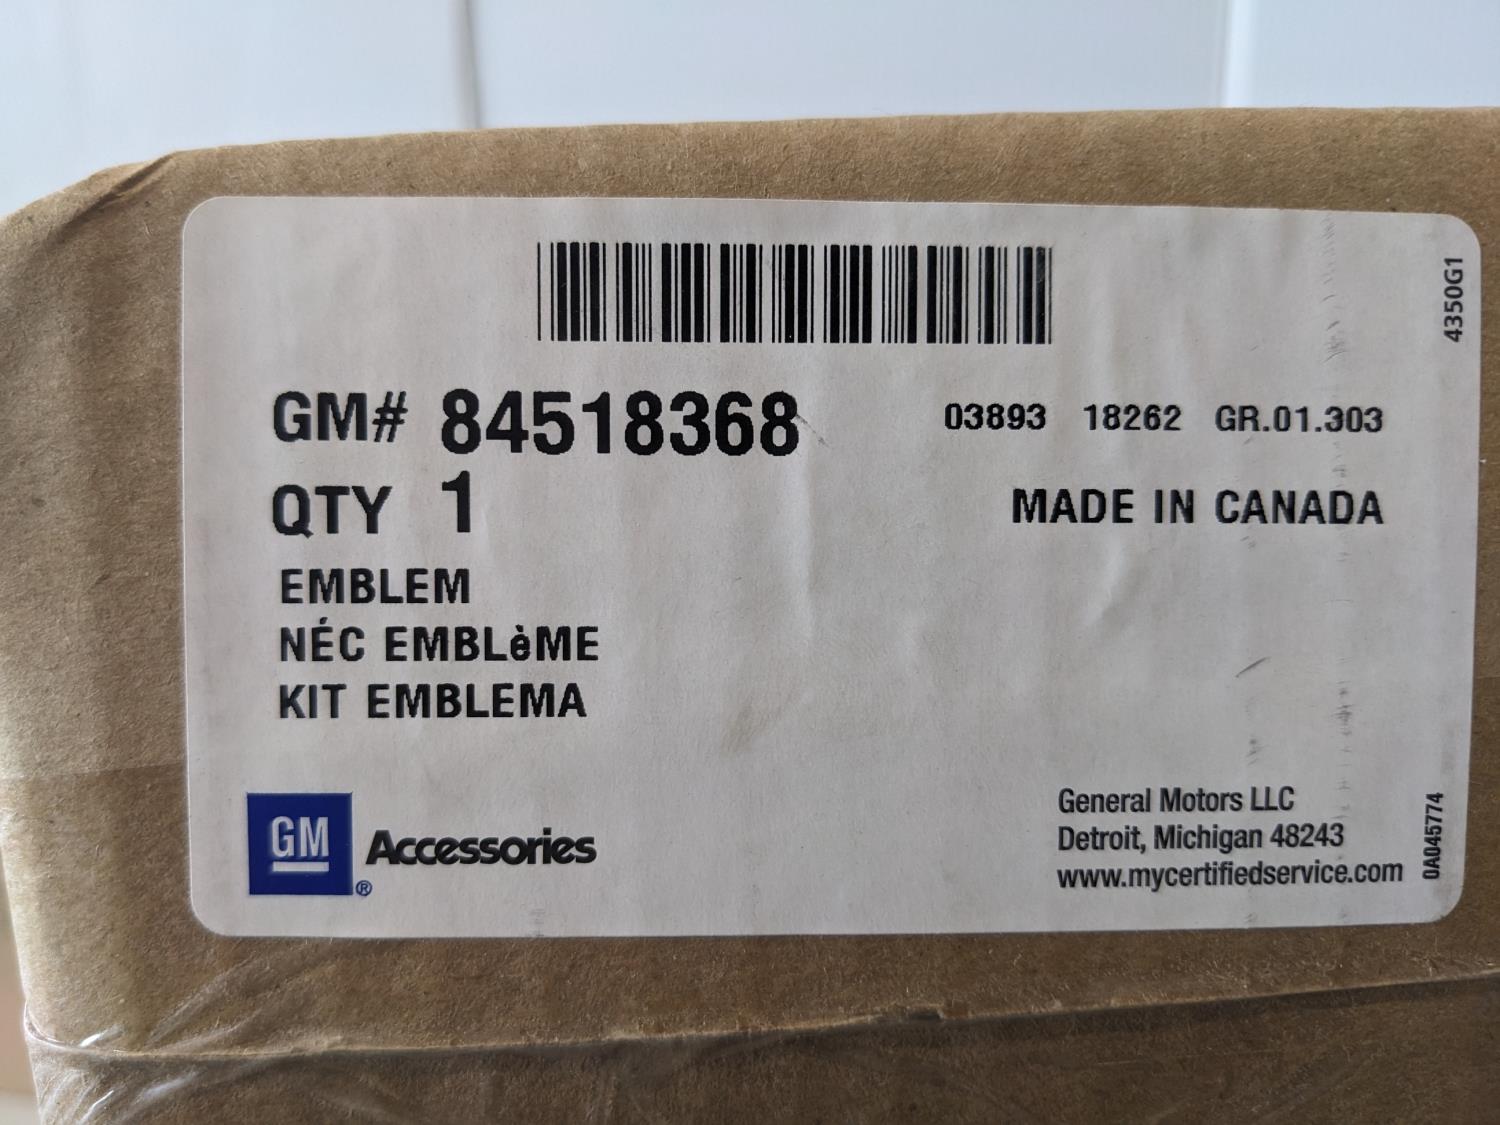 4350G1
GM# 84518368
03893 18262 GR.01.303
QTY 1
MADE IN CANADA
EMBLEM
NÉC EMBLèME
KIT EMBLEMA
GM
® Accessories
General Motors LLC
Detroit, Michigan 48243
www.mycertifiedservice.com
0A045774